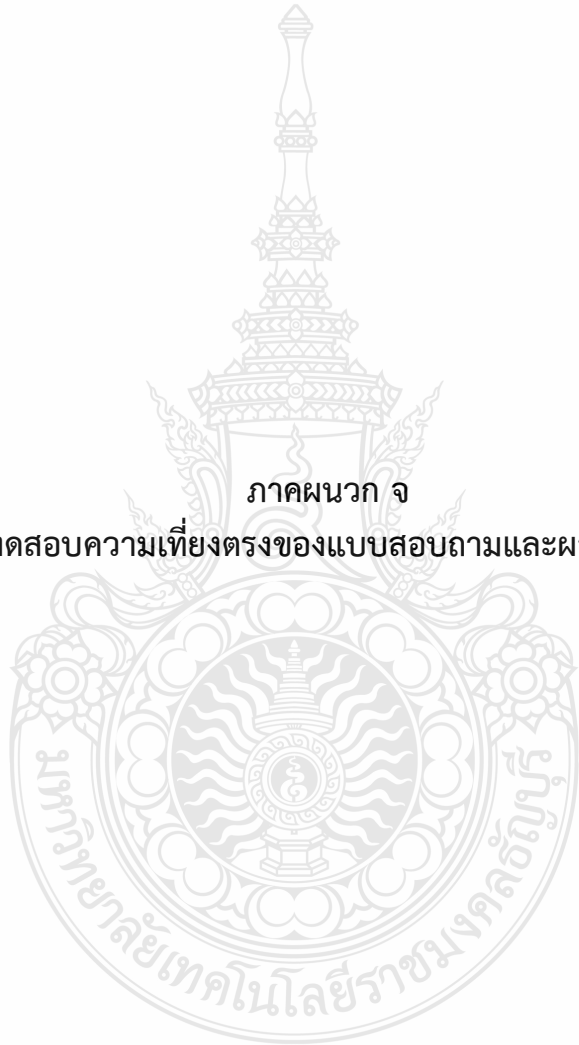 ภาคผนวก จ
ทดสอบความเที่ยงตรงของแบบสอบถามและผ
มหาวิทยาลัยเทคโนโลยีราชมงคลธัญบุรี